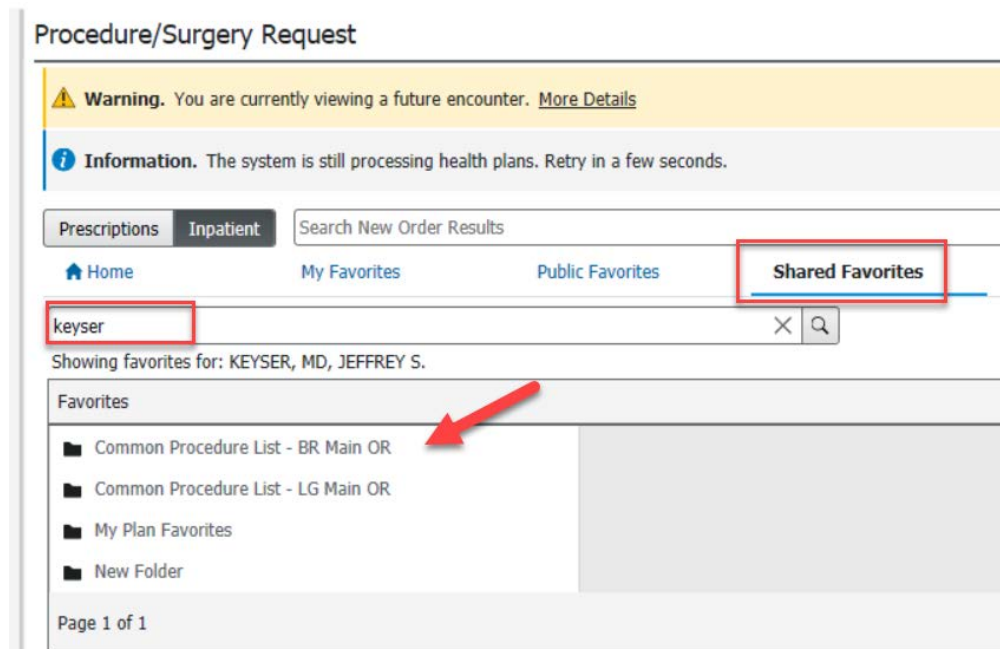 Procedure/Surgery Request
Warning. You are currently viewing a future encounter. More Details
Information. The system is still processing health plans. Retry in a few seconds.
Prescriptions Inpatient Search New Order Results
Home My Favorites Public Favorites Shared Favorites
keyser
Showing favorites for: KEYSER, MD, JEFFREY S.
Favorites
Common Procedure List - BR Main OR
Common Procedure List - LG Main OR
My Plan Favorites
New Folder
Page 1 of 1